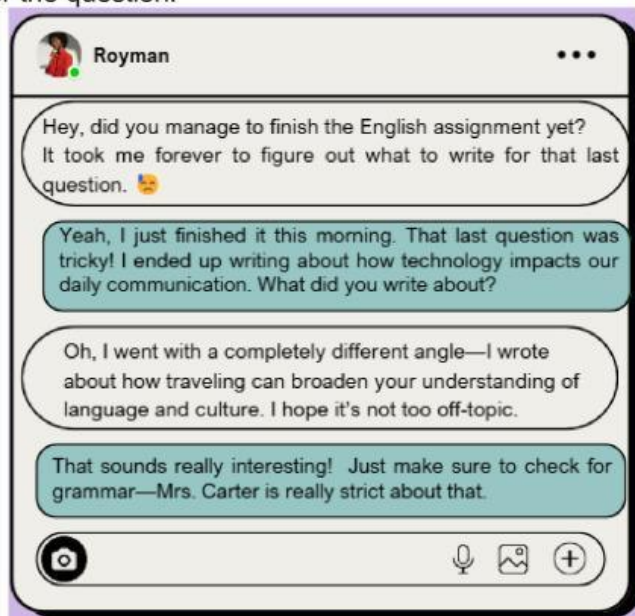 Royman
Hey, did you manage to finish the English assignment yet?
It took me forever to figure out what to write for that last
question. 😓
Yeah, I just finished it this morning. That last question was
tricky! I ended up writing about how technology impacts our
daily communication. What did you write about?
Oh, I went with a completely different angle—I wrote
about how traveling can broaden your understanding of
language and culture. I hope it's not too off-topic.
That sounds really interesting! Just make sure to check for
grammar—Mrs. Carter is really strict about that.